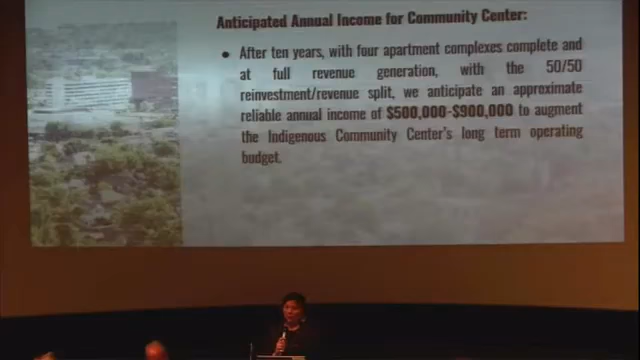 Anticipated Annual Income for Community Center:
• After ten years, with four apartment complexes complete and
at full revenue generation, with the 50/50
reinvestment/revenue split, we anticipate an approximate
reliable annual income of $500,000-$900,000 to augment
the Indigenous Community Center's long term operating
budget.